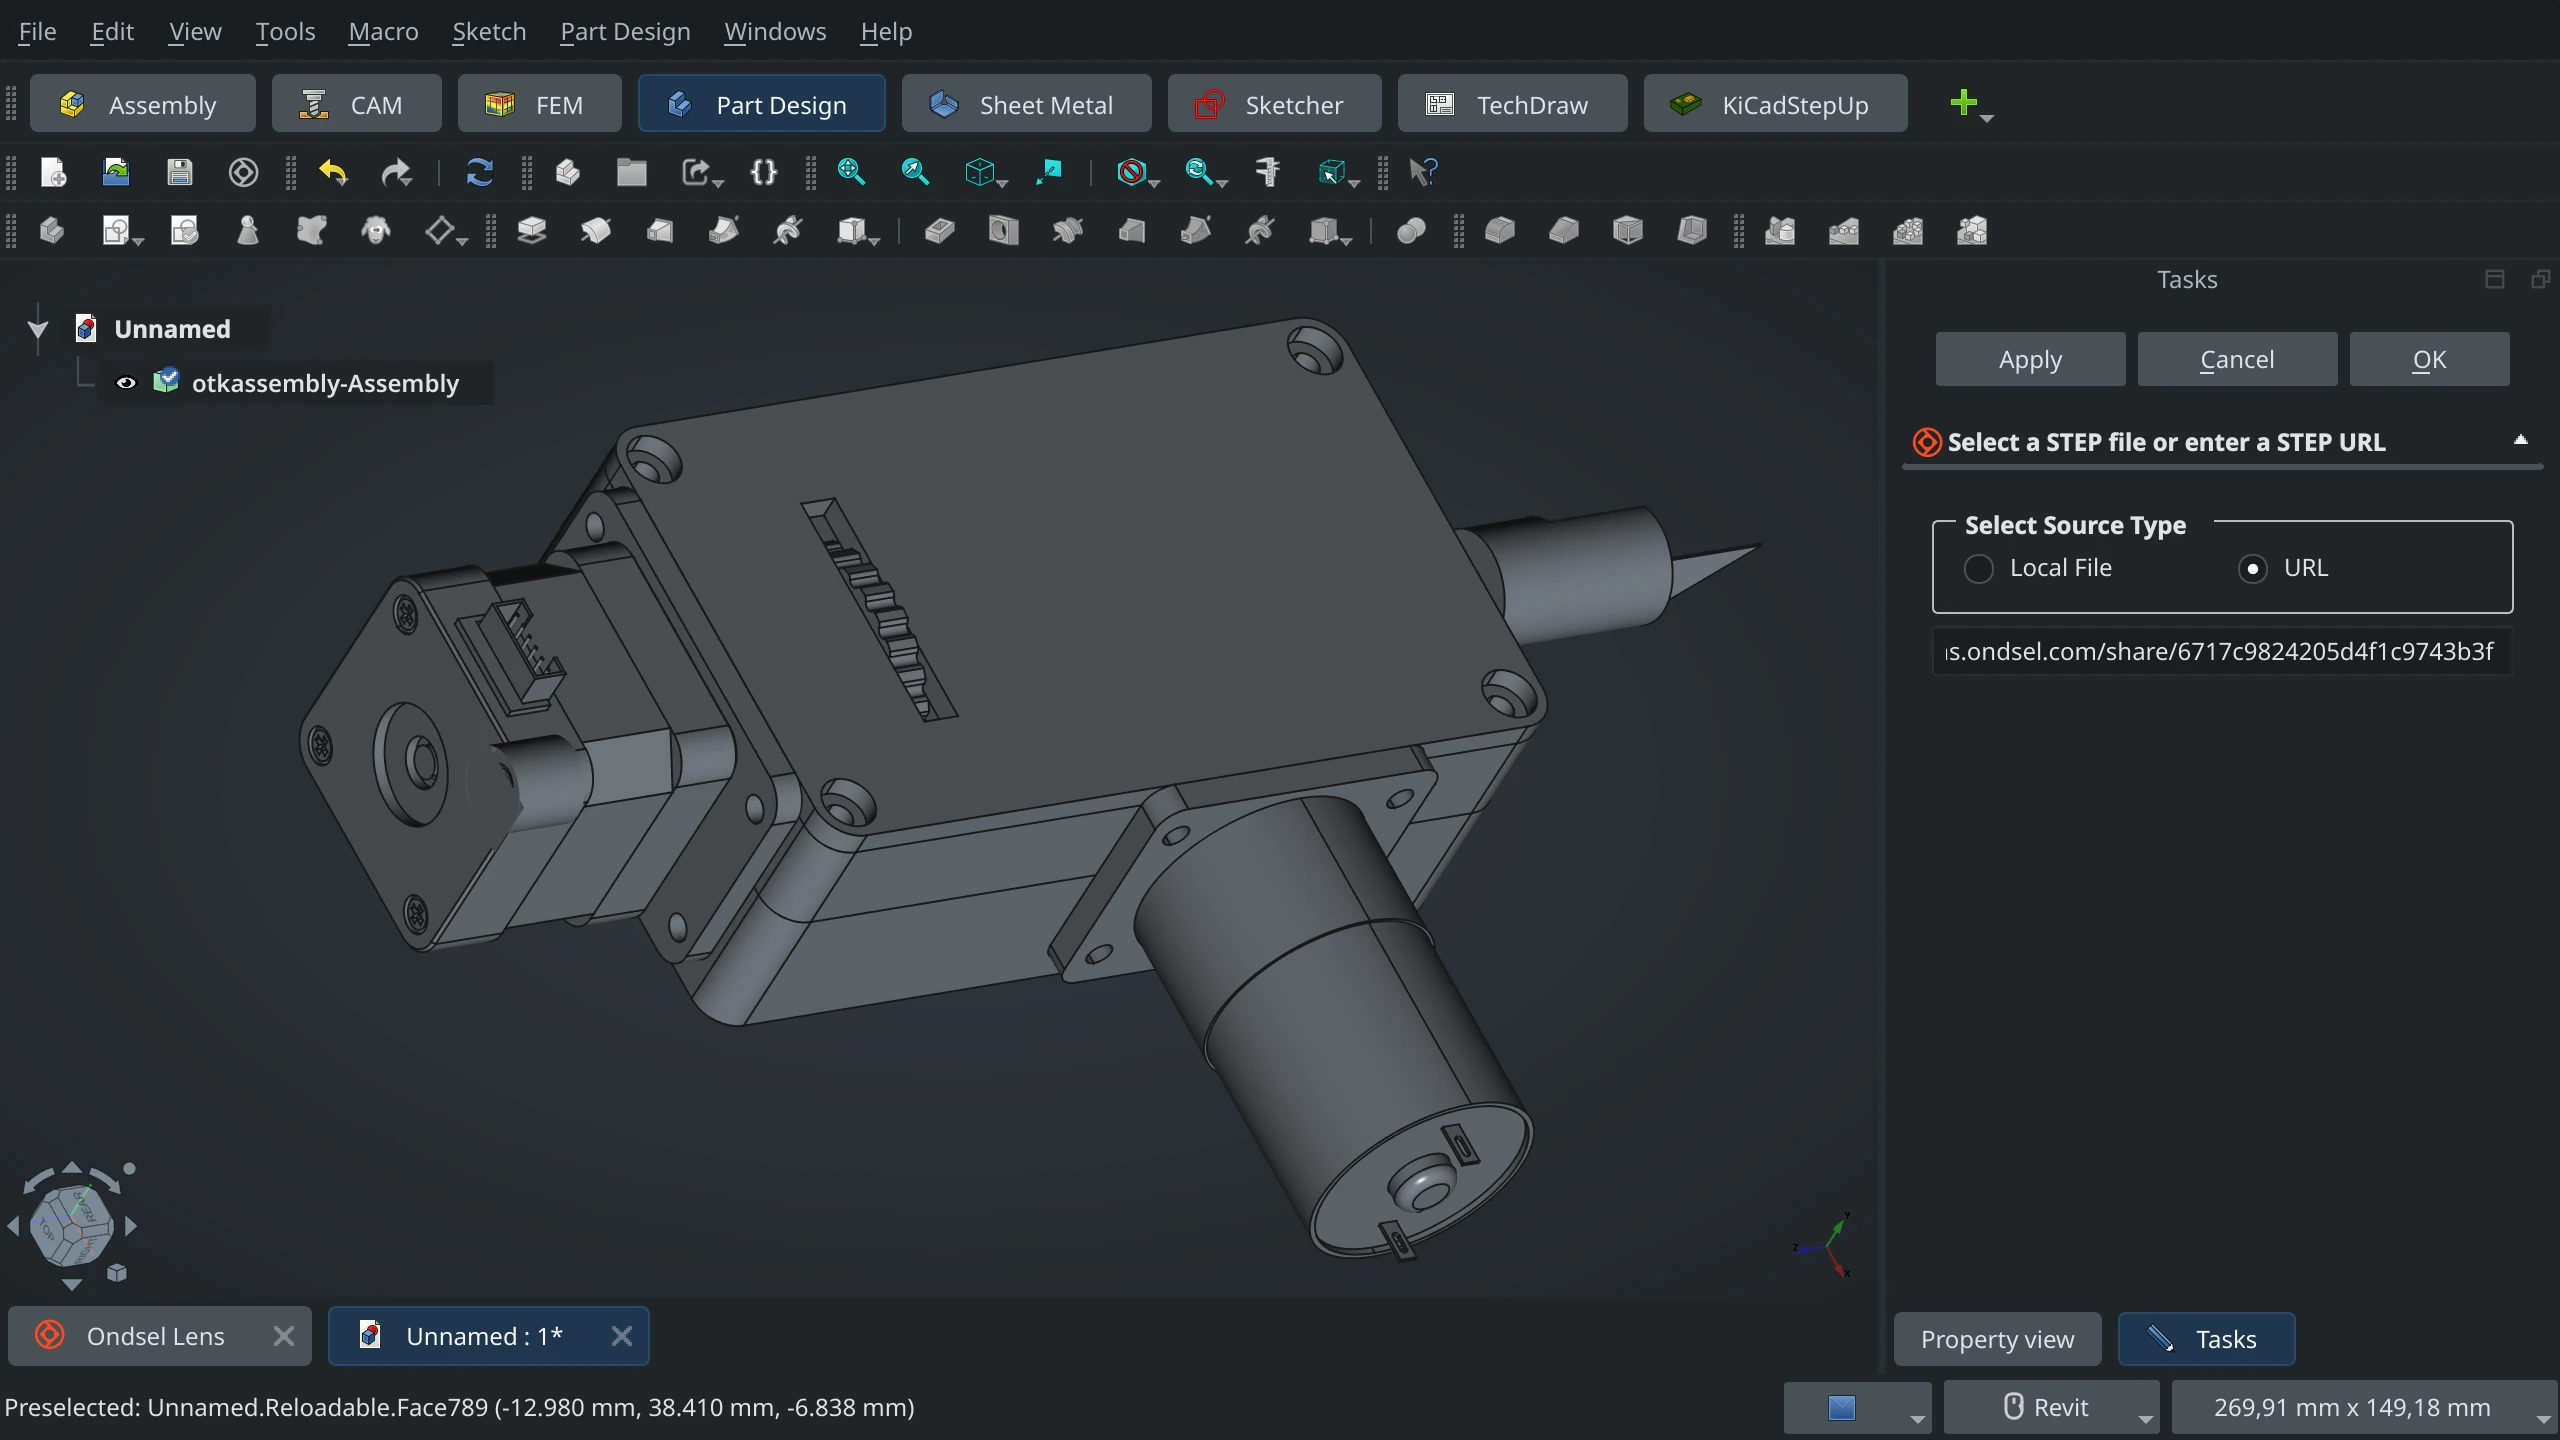 File Edit View Tools Macro Sketch Part Design Windows Help
Assembly CAM FEM Part Design Sheet Metal Sketcher TechDraw KiCadStepUp
Tasks
Unnamed
otkassembly-Assembly
Apply Cancel OK
Select a STEP file or enter a STEP URL
Select Source Type
Local File URL
s.ondsel.com/share/6717c9824205d4f1c9743b3f
TOP REAR
Y
Z
X
Ondsel Lens Unnamed : 1*
Property view Tasks
Preselected: Unnamed.Reloadable.Face789 (-12.980 mm, 38.410 mm, -6.838 mm)
Revit 269,91 mm x 149,18 mm